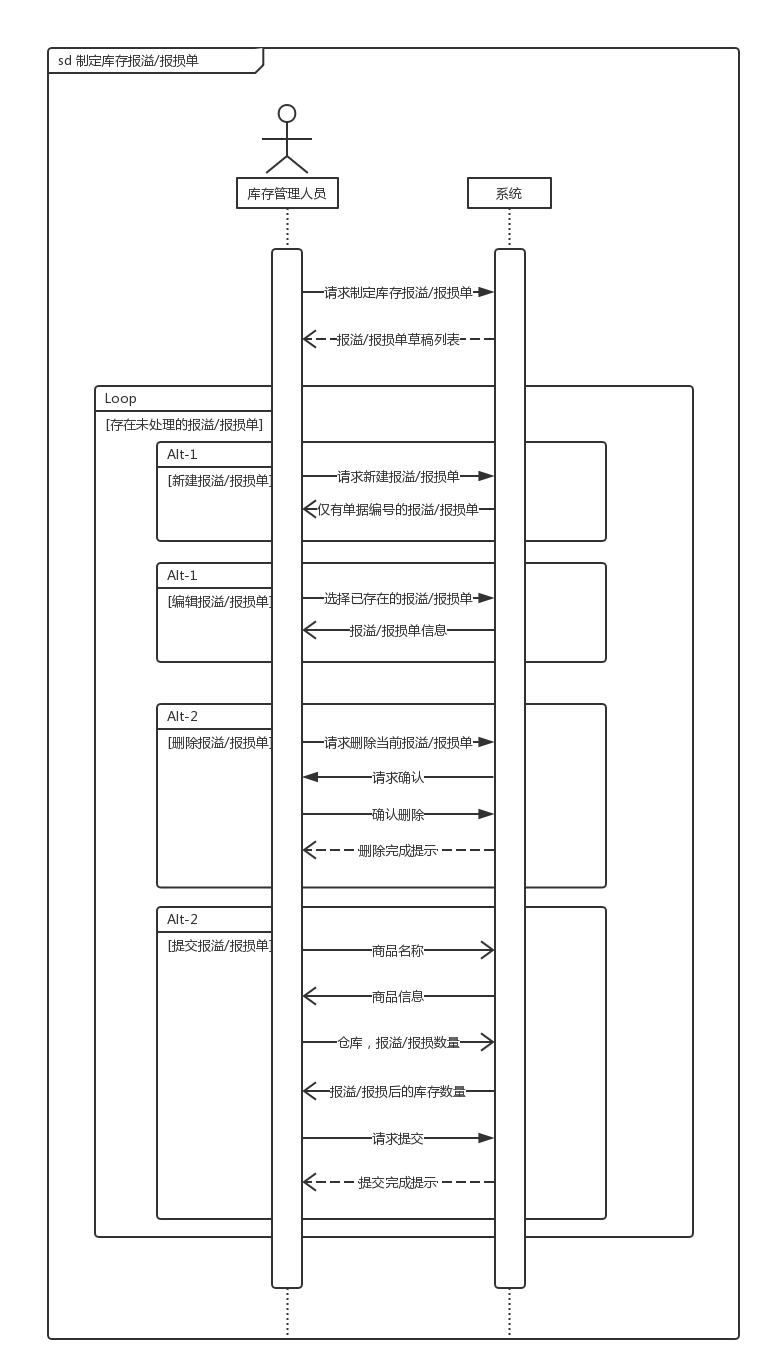 sd 制定库存报溢/报损单
库存管理人员
系统
请求制定库存报溢/报损单
报溢/报损单草稿列表
Loop
[存在未处理的报溢/报损单]
Alt-1
[新建报溢/报损单]
请求新建报溢/报损单
仅有单据编号的报溢/报损单
Alt-1
[编辑报溢/报损单]
选择已存在的报溢/报损单
报溢/报损单信息
Alt-2
[删除报溢/报损单]
请求删除当前报溢/报损单
请求确认
确认删除
删除完成提示
Alt-2
[提交报溢/报损单]
商品名称
商品信息
仓库，报溢/报损数量
报溢/报损后的库存数量
请求提交
提交完成提示